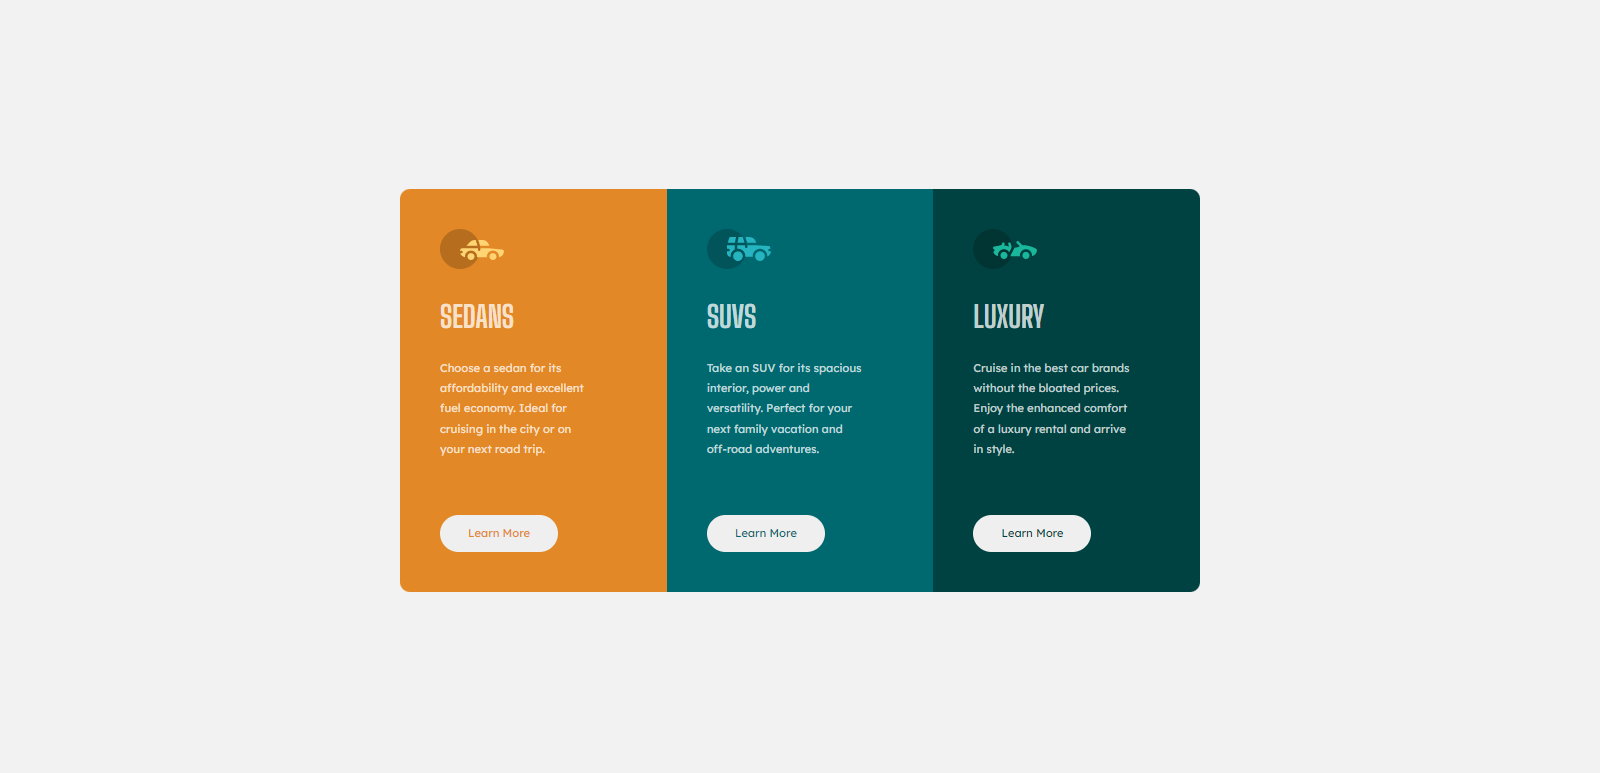 SEDANS
Choose a sedan for its
affordability and excellent
fuel economy. Ideal for
cruising in the city or on
your next road trip.
Learn More
SUVS
Take an SUV for its spacious
interior, power and
versatility. Perfect for your
next family vacation and
off-road adventures.
Learn More
LUXURY
Cruise in the best car brands
without the bloated prices.
Enjoy the enhanced comfort
of a luxury rental and arrive
in style.
Learn More